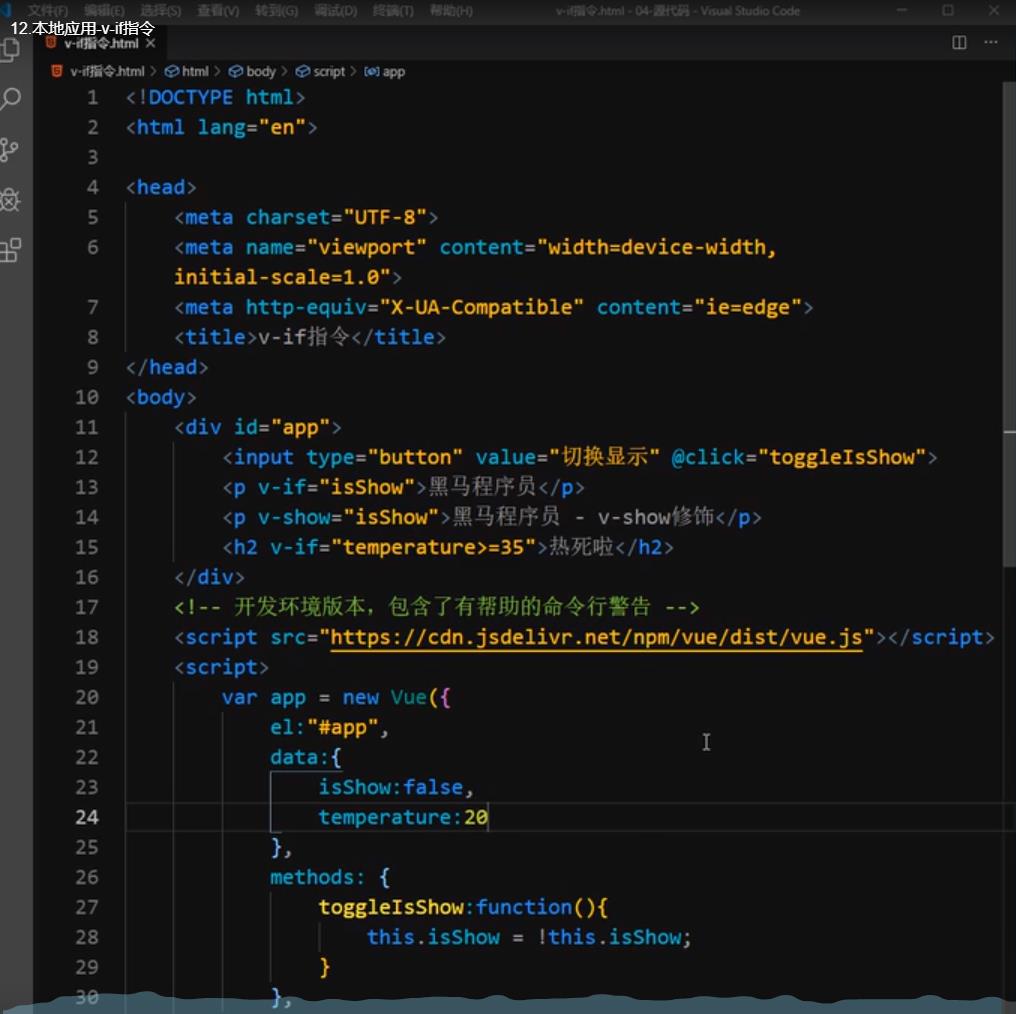 文件(F) 编辑(E) 选择(S) 查看(V) 转到(G) 调试(D) 终端(T) 帮助(H) v-if指令.html - 04-源代码 - Visual Studio Code
12.本地应用-v-if指令
v-if指令.html
v-if指令.html > html > body > script > app
1 <!DOCTYPE html>
2 <html lang="en">
3
4 <head>
5 <meta charset="UTF-8">
6 <meta name="viewport" content="width=device-width,
initial-scale=1.0">
7 <meta http-equiv="X-UA-Compatible" content="ie=edge">
8 <title>v-if指令</title>
9 </head>
10 <body>
11 <div id="app">
12 <input type="button" value="切换显示" @click="toggleIsShow">
13 <p v-if="isShow">黑马程序员</p>
14 <p v-show="isShow">黑马程序员 - v-show修饰</p>
15 <h2 v-if="temperature>=35">热死啦</h2>
16 </div>
17 <!-- 开发环境版本，包含了有帮助的命令行警告 -->
18 <script src="https://cdn.jsdelivr.net/npm/vue/dist/vue.js"></script>
19 <script>
20 var app = new Vue({
21 el:"#app",
22 data:{
23 isShow:false,
24 temperature:20
25 },
26 methods: {
27 toggleIsShow:function(){
28 this.isShow = !this.isShow;
29 }
30 },